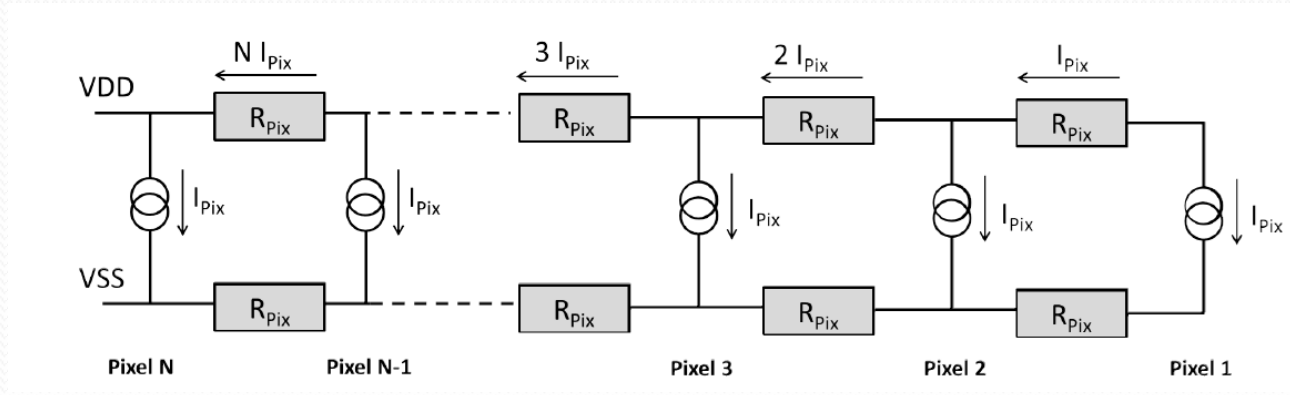 N I_Pix 3 I_Pix 2 I_Pix I_Pix
VDD
R_Pix R_Pix R_Pix R_Pix
I_Pix I_Pix I_Pix I_Pix I_Pix
VSS
R_Pix R_Pix R_Pix R_Pix
Pixel N Pixel N-1 Pixel 3 Pixel 2 Pixel 1